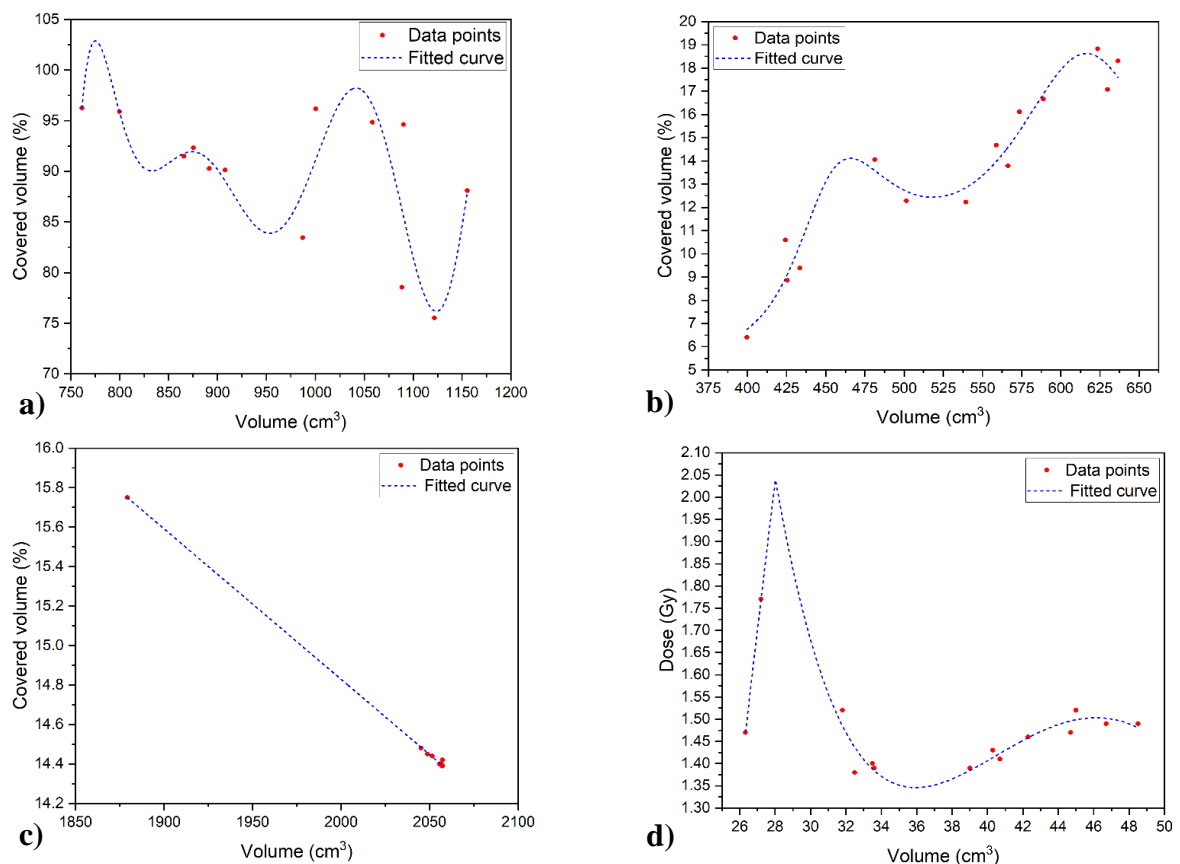 105
100
95
90
85
80
75
70
Covered volume (%)
Data points
Fitted curve
750 800 850 900 950 1000 1050 1100 1150 1200
Volume (cm³)
a)
20
19
18
17
16
15
14
13
12
11
10
9
8
7
6
5
Covered volume (%)
Data points
Fitted curve
375 400 425 450 475 500 525 550 575 600 625 650
Volume (cm³)
b)
16.0
15.8
15.6
15.4
15.2
15.0
14.8
14.6
14.4
14.2
Covered volume (%)
Data points
Fitted curve
1850 1900 1950 2000 2050 2100
Volume (cm³)
c)
2.10
2.05
2.00
1.95
1.90
1.85
1.80
1.75
1.70
1.65
1.60
1.55
1.50
1.45
1.40
1.35
1.30
Dose (Gy)
Data points
Fitted curve
26 28 30 32 34 36 38 40 42 44 46 48 50
Volume (cm³)
d)